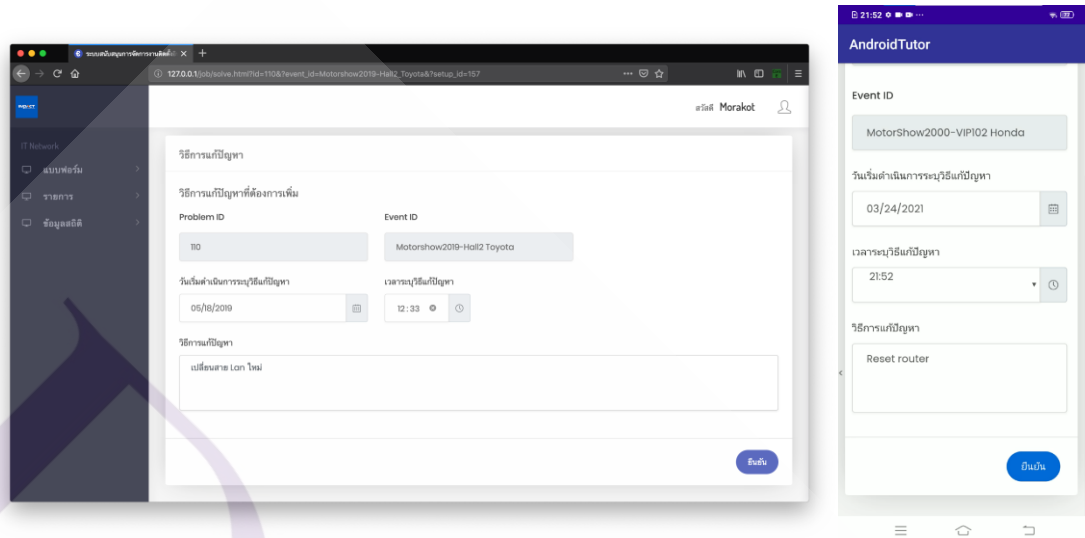 ระบบสนับสนุนการจัดการงานติดตั้ง
127.0.0.1/job/solve.html?id=110&?event_id=Motorshow2019-Hall2_Toyota&?setup_id=157
สวัสดี Morakot
IT Network
แบบฟอร์ม
รายการ
ข้อมูลสถิติ
วิธีการแก้ปัญหา
วิธีการแก้ปัญหาที่ต้องการเพิ่ม
Problem ID Event ID
110 Motorshow2019-Hall2 Toyota
วันเริ่มดำเนินการระบุวิธีแก้ปัญหา เวลาระบุวิธีแก้ปัญหา
05/18/2019 12:33
วิธีการแก้ปัญหา
เปลี่ยนสาย Lan ใหม่
ยืนยัน
21:52
AndroidTutor
Event ID
MotorShow2000-VIP102 Honda
วันเริ่มดำเนินการระบุวิธีแก้ปัญหา
03/24/2021
เวลาระบุวิธีแก้ปัญหา
21:52
วิธีการแก้ปัญหา
Reset router
ยืนยัน